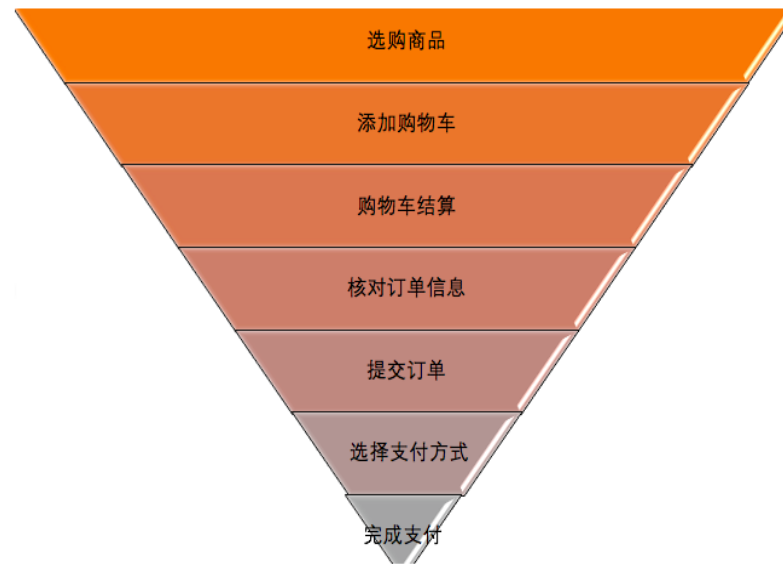 选购商品
添加购物车
购物车结算
核对订单信息
提交订单
选择支付方式
完成支付